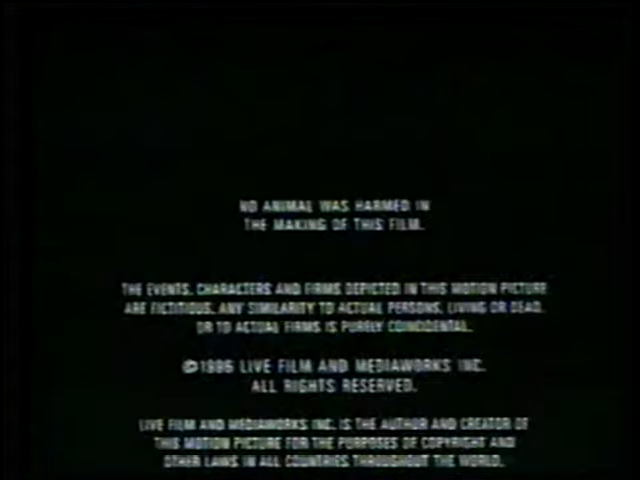 NO ANIMAL WAS HARMED IN
THE MAKING OF THIS FILM.
THE EVENTS, CHARACTERS AND FIRMS DEPICTED IN THIS MOTION PICTURE
ARE FICTITIOUS. ANY SIMILARITY TO ACTUAL PERSONS, LIVING OR DEAD,
OR TO ACTUAL FIRMS IS PURELY COINCIDENTAL.
LIVE FILM AND MEDIAWORKS INC.
ALL RIGHTS RESERVED.
LIVE FILM AND MEDIAWORKS INC. IS THE AUTHOR AND CREATOR OF
THIS MOTION PICTURE FOR THE PURPOSES OF COPYRIGHT AND
OTHER LAWS IN ALL COUNTRIES THROUGHOUT THE WORLD.